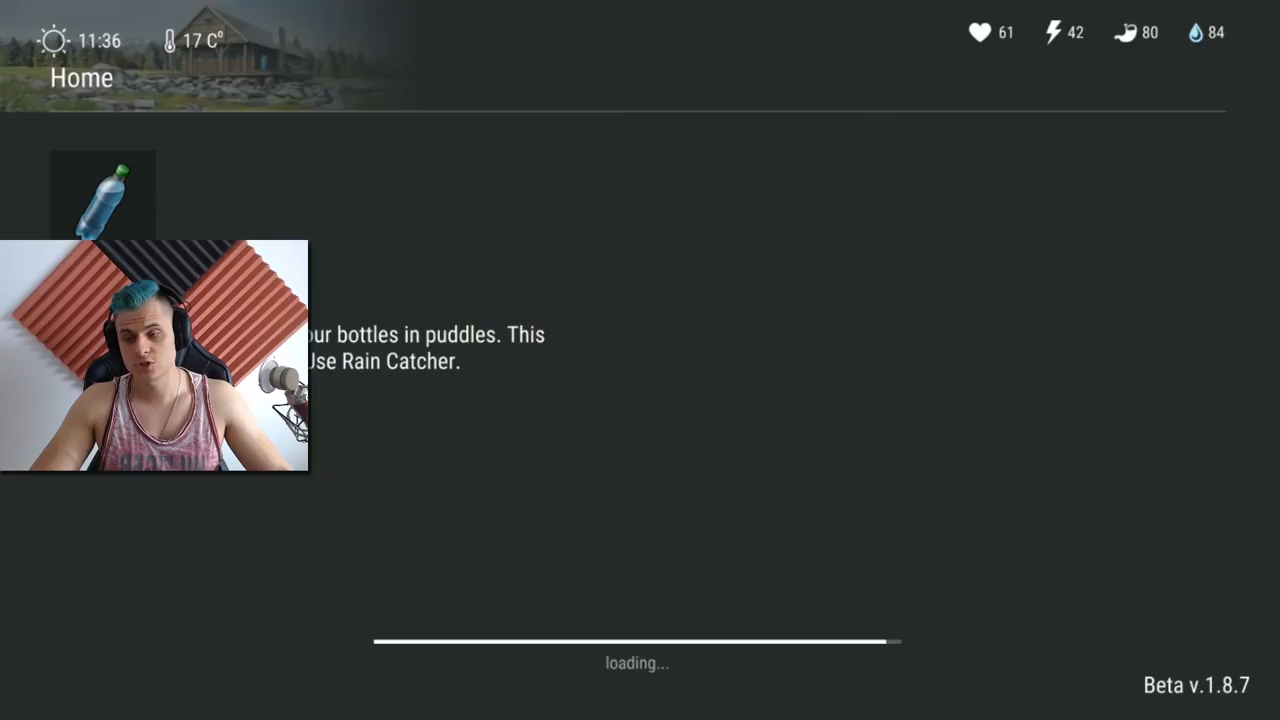 11:36 17 C° 61 42 80 84
Home
our bottles in puddles. This
Use Rain Catcher.
loading...
Beta v.1.8.7